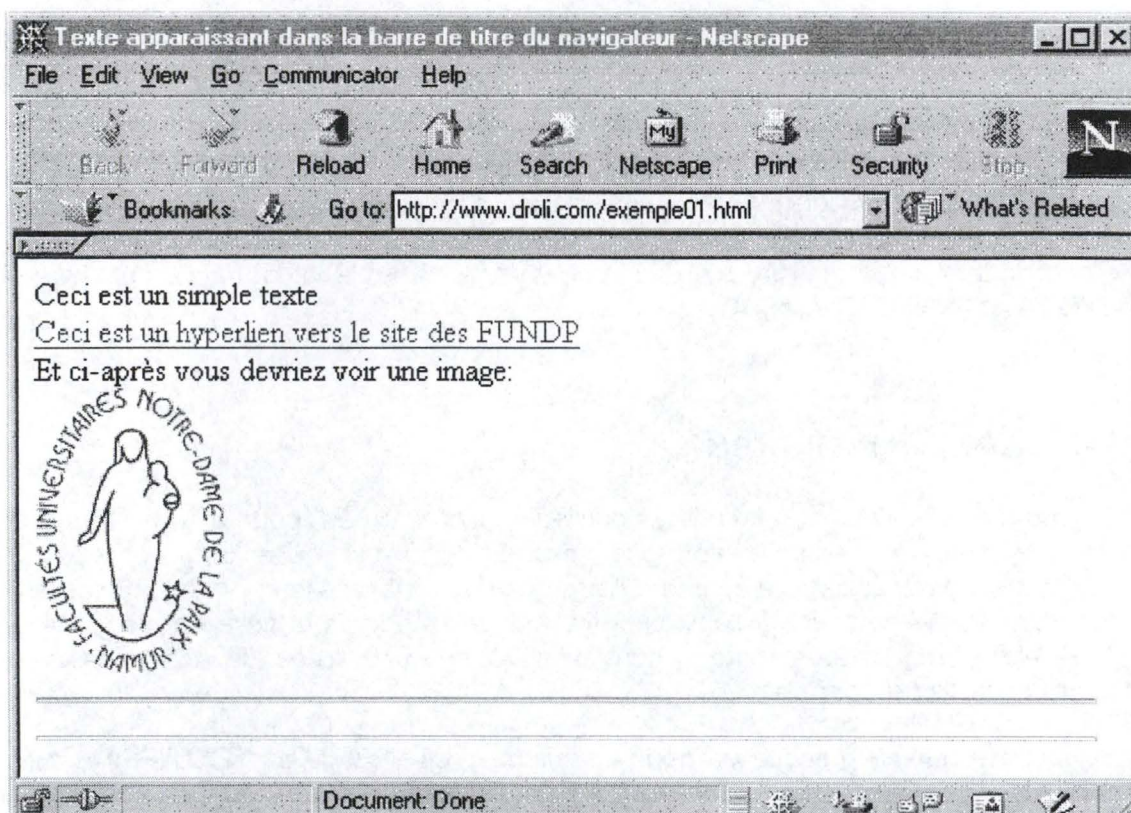 Texte apparaissant dans la barre de titre du navigateur - Netscape
File Edit View Go Communicator Help
My
N
Back Forward Reload Home Search Netscape Print Security Stop
Bookmarks Go to: http://www.droli.com/exemple01.html What's Related
Ceci est un simple texte
Ceci est un hyperlien vers le site des FUNDP
Et ci-après vous devriez voir une image:
FACULTÉS UNIVERSITAIRES NOTRE-DAME DE LA PAIX · NAMUR ·
Document: Done